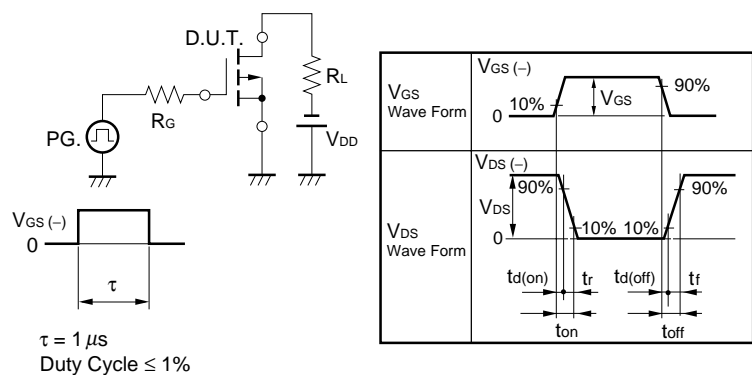 D.U.T.
RL
RG
PG.
VDD
VGS (−)
0
τ
τ = 1 μs
Duty Cycle ≤ 1%
VGS
Wave Form
VGS (−)
10%
0
VGS
90%
VDS
Wave Form
VDS (−)
90%
VDS
0
10%
10%
90%
td(on)
tr
td(off)
tf
ton
toff